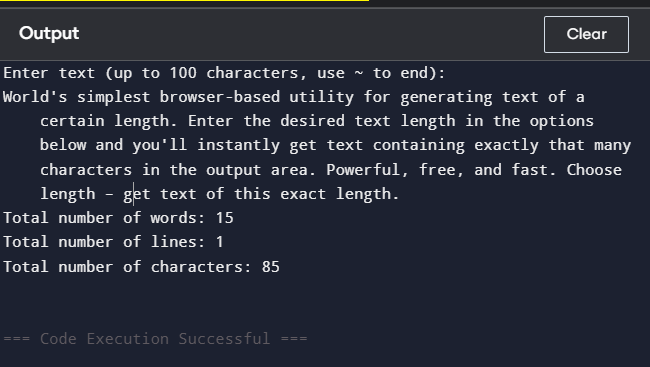 Output
Clear
Enter text (up to 100 characters, use ~ to end):
World's simplest browser-based utility for generating text of a
certain length. Enter the desired text length in the options
below and you'll instantly get text containing exactly that many
characters in the output area. Powerful, free, and fast. Choose
length – get text of this exact length.
Total number of words: 15
Total number of lines: 1
Total number of characters: 85
=== Code Execution Successful ===